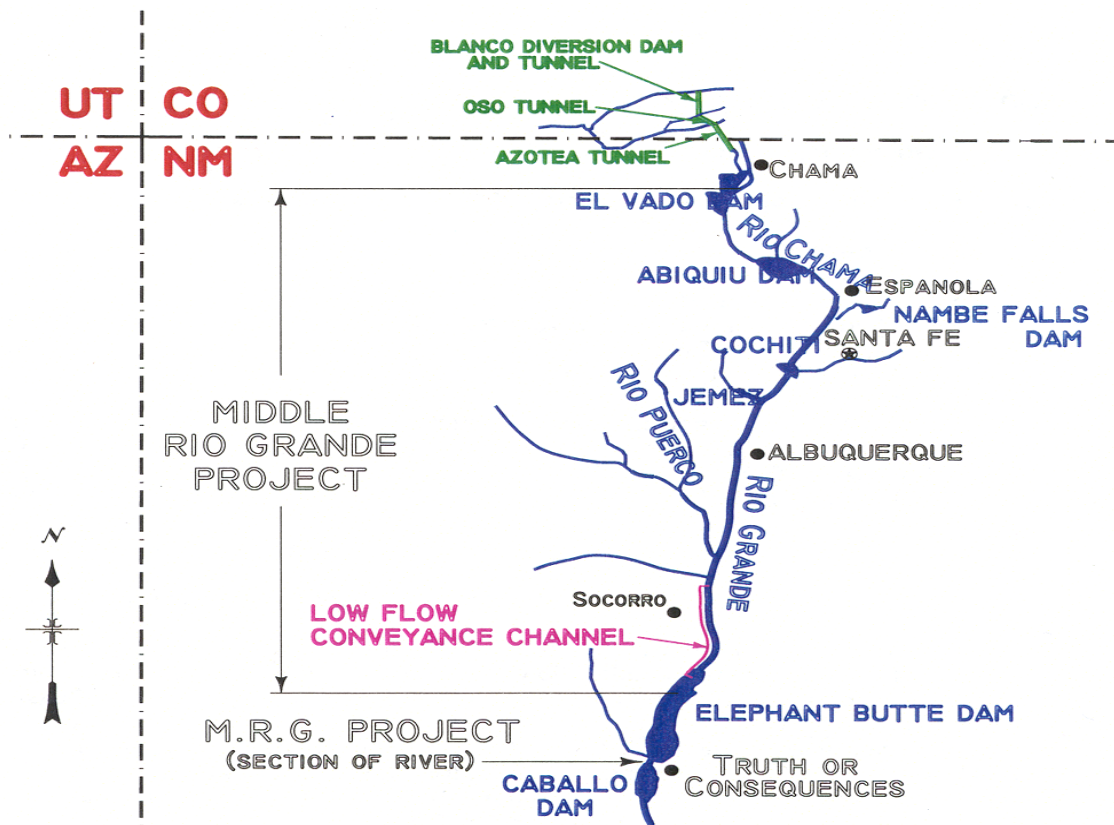 BLANCO DIVERSION DAM
AND TUNNEL
UT CO
OSO TUNNEL
AZ NM
AZOTEA TUNNEL
CHAMA
EL VADO DAM
RIO CHAMA
ABIQUIU DAM
ESPANOLA
NAMBE FALLS
DAM
SANTA FE
COCHITI
RIO PUERCO
JEMEZ
MIDDLE
RIO GRANDE
PROJECT
ALBUQUERQUE
RIO GRANDE
N
SOCORRO
LOW FLOW
CONVEYANCE CHANNEL
ELEPHANT BUTTE DAM
M.R.G. PROJECT
(SECTION OF RIVER)
TRUTH OR
CONSEQUENCES
CABALLO
DAM